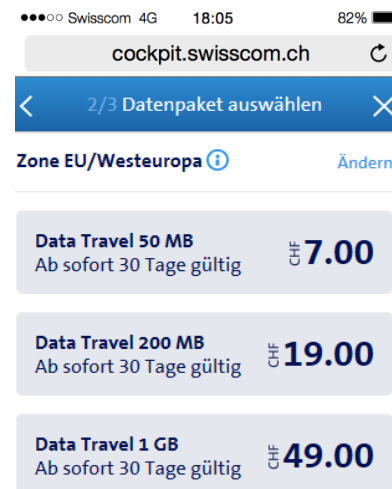 Swisscom 4G 18:05 82%
cockpit.swisscom.ch
2/3 Datenpaket auswählen
Zone EU/Westeuropa Ändern
Data Travel 50 MB
Ab sofort 30 Tage gültig
CHF 7.00
Data Travel 200 MB
Ab sofort 30 Tage gültig
CHF 19.00
Data Travel 1 GB
Ab sofort 30 Tage gültig
CHF 49.00